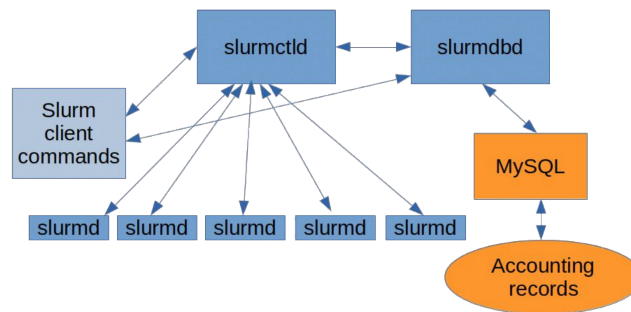 slurmctld
slurmdbd
Slurm
client
commands
MySQL
slurmd
slurmd
slurmd
slurmd
slurmd
Accounting
records